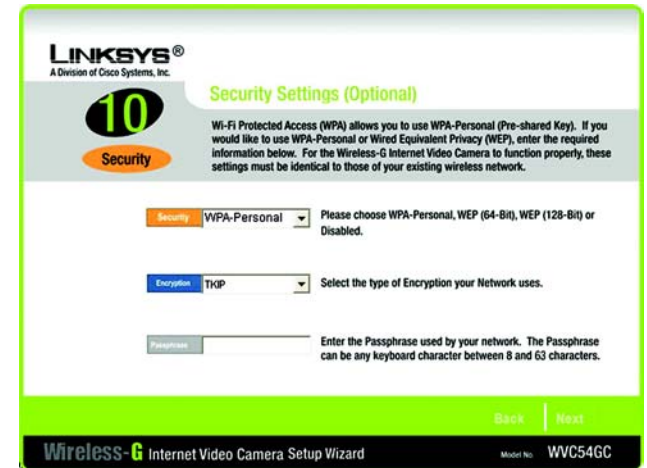 LINKSYS®
A Division of Cisco Systems, Inc.
10
Security
Security Settings (Optional)
Wi-Fi Protected Access (WPA) allows you to use WPA-Personal (Pre-shared Key). If you
would like to use WPA-Personal or Wired Equivalent Privacy (WEP), enter the required
information below. For the Wireless-G Internet Video Camera to function properly, these
settings must be identical to those of your existing wireless network.
Security
WPA-Personal
Please choose WPA-Personal, WEP (64-Bit), WEP (128-Bit) or
Disabled.
Encryption
TKIP
Select the type of Encryption your Network uses.
Passphrase
Enter the Passphrase used by your network. The Passphrase
can be any keyboard character between 8 and 63 characters.
Back
Next
Wireless-G Internet Video Camera Setup Wizard
Model No. WVC54GC